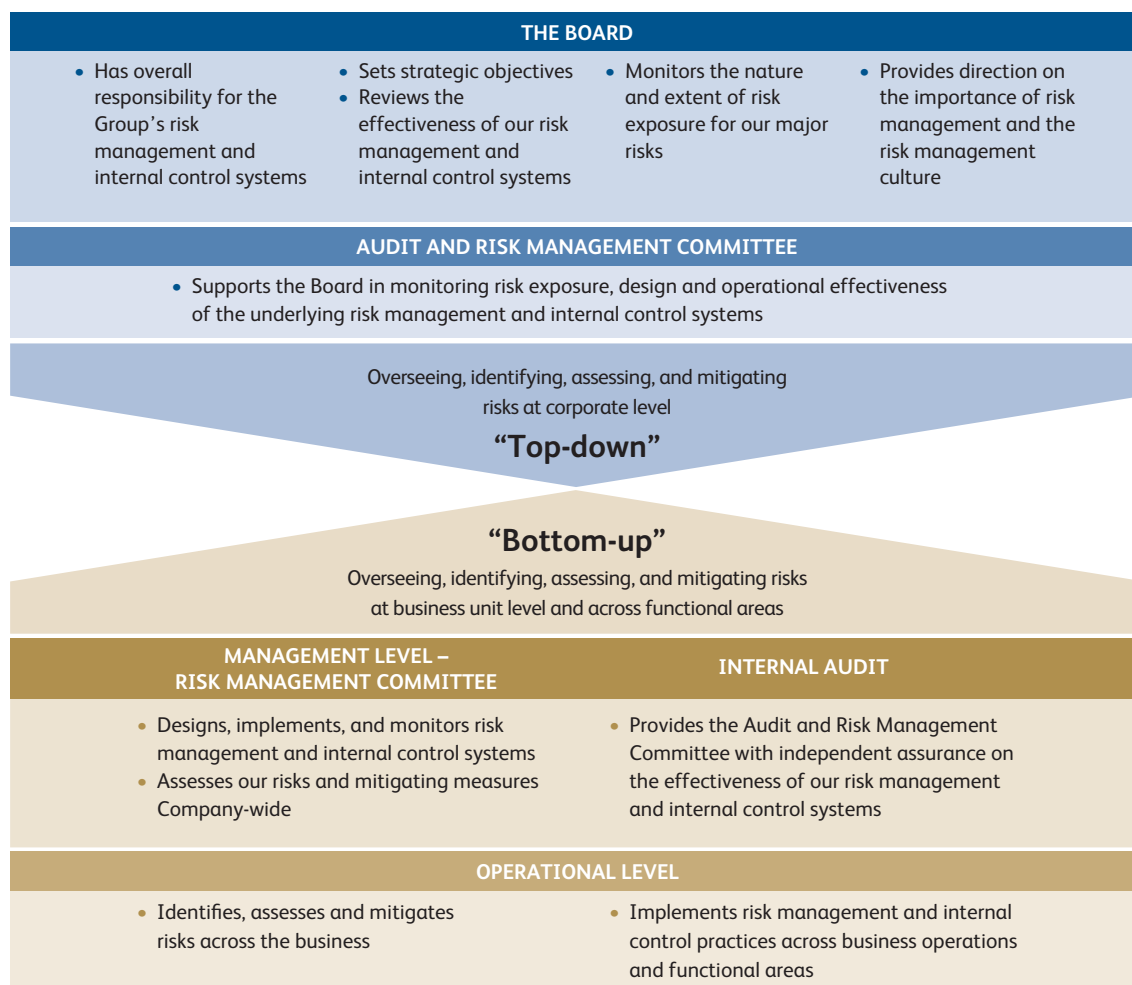 THE BOARD
• Has overall
responsibility for the
Group’s risk
management and
internal control systems
• Sets strategic objectives
• Reviews the
effectiveness of our risk
management and
internal control systems
• Monitors the nature
and extent of risk
exposure for our major
risks
• Provides direction on
the importance of risk
management and the
risk management
culture
AUDIT AND RISK MANAGEMENT COMMITTEE
• Supports the Board in monitoring risk exposure, design and operational effectiveness
of the underlying risk management and internal control systems
Overseeing, identifying, assessing, and mitigating
risks at corporate level
“Top-down”
“Bottom-up”
Overseeing, identifying, assessing, and mitigating risks
at business unit level and across functional areas
MANAGEMENT LEVEL –
RISK MANAGEMENT COMMITTEE
• Designs, implements, and monitors risk
management and internal control systems
• Assesses our risks and mitigating measures
Company-wide
INTERNAL AUDIT
• Provides the Audit and Risk Management
Committee with independent assurance on
the effectiveness of our risk management
and internal control systems
OPERATIONAL LEVEL
• Identifies, assesses and mitigates
risks across the business
• Implements risk management and internal
control practices across business operations
and functional areas